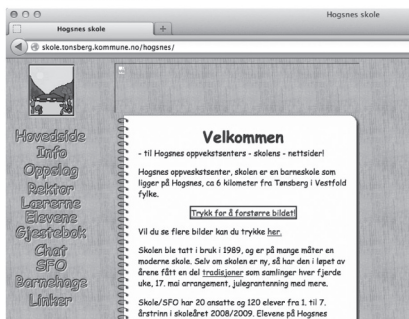 Hogsnes skole
Hogsnes skole
skole.tonsberg.kommune.no/hogsnes/
Hovedside
Info
Oppslag
Rektor
Lærerne
Elevene
Gjestebok
Chat
SFO
Barnehage
Linker
Velkommen
- til Hogsnes oppvekstsenters - skolens - nettsider!
Hogsnes oppveskstsenter, skolen er en barneskole som
ligger på Hogsnes, ca 6 kilometer fra Tønsberg i Vestfold
fylke.
Trykk for å forstørre bildet!
Vil du se flere bilder kan du trykke her.
Skolen ble tatt i bruk i 1989, og er på mange måter en
moderne skole. Selv om skolen er ny, så har den i løpet av
årene fått en del tradisjoner som samlinger hver fjerde
uke, 17. mai arrangement, julegrantenning med mere.
Skole/SFO har 20 ansatte og 120 elever fra 1. til 7.
årstrinn i skoleåret 2008/2009. Elevene på Hogsnes